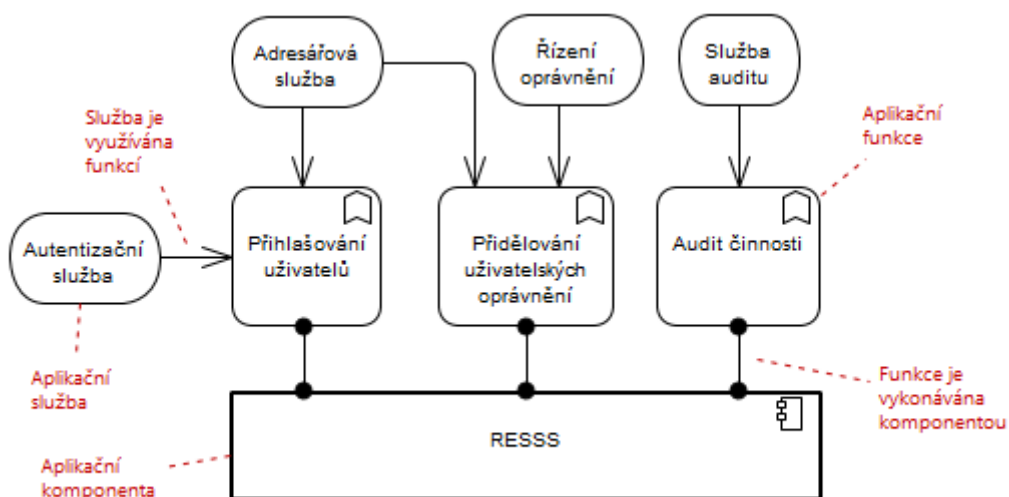 Adresářová
služba
Řízení
oprávnění
Služba
auditu
Služba je
využívána
funkcí
Aplikační
funkce
Autentizační
služba
Přihlašování
uživatelů
Přidělování
uživatelských
oprávnění
Audit činnosti
Aplikační
služba
Funkce je
vykonávána
komponentou
RESSS
Aplikační
komponenta